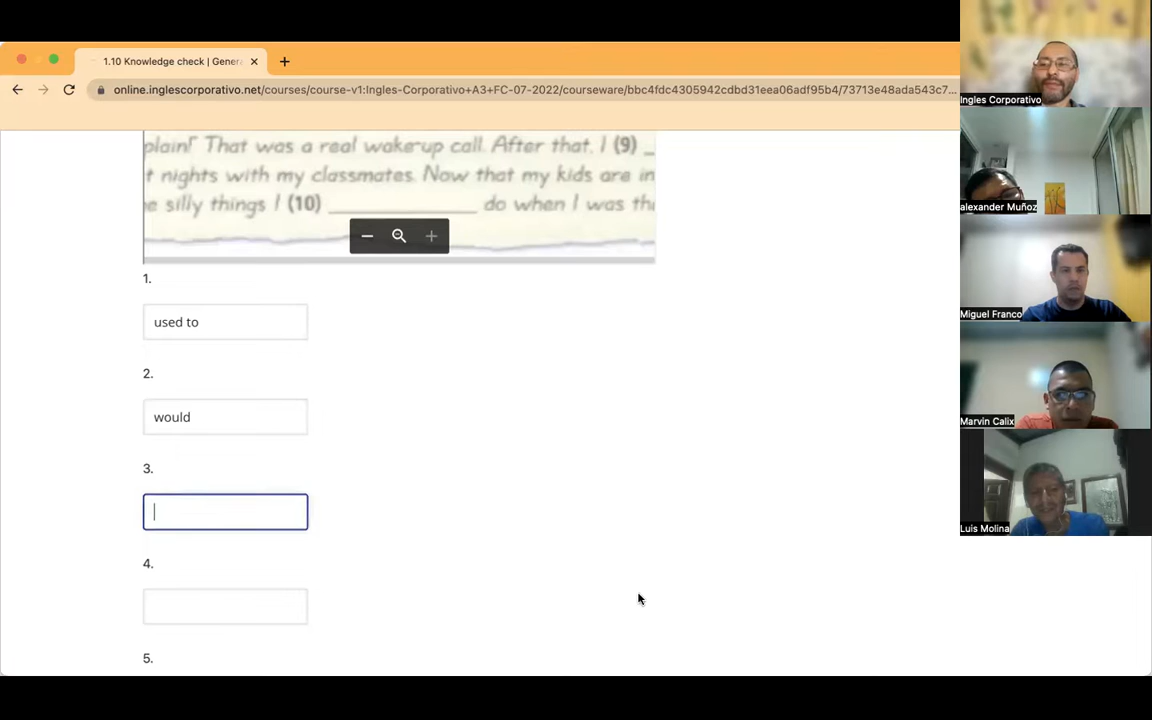 1.10 Knowledge check | Genera
online.inglescorporativo.net/courses/course-v1:Ingles-Corporativo+A3+FC-07-2022/courseware/bbc4fdc4305942cdbd31eea06adf95b4/73713e48ada543c7...
plain!" That was a real wake-up call. After that, I (9) _
t nights with my classmates. Now that my kids are in
e silly things I (10) ____________ do when I was th
1.
used to
2.
would
3.
4.
5.
Ingles Corporativo
alexander Muñoz
Miguel Franco
Marvin Calix
Luis Molina